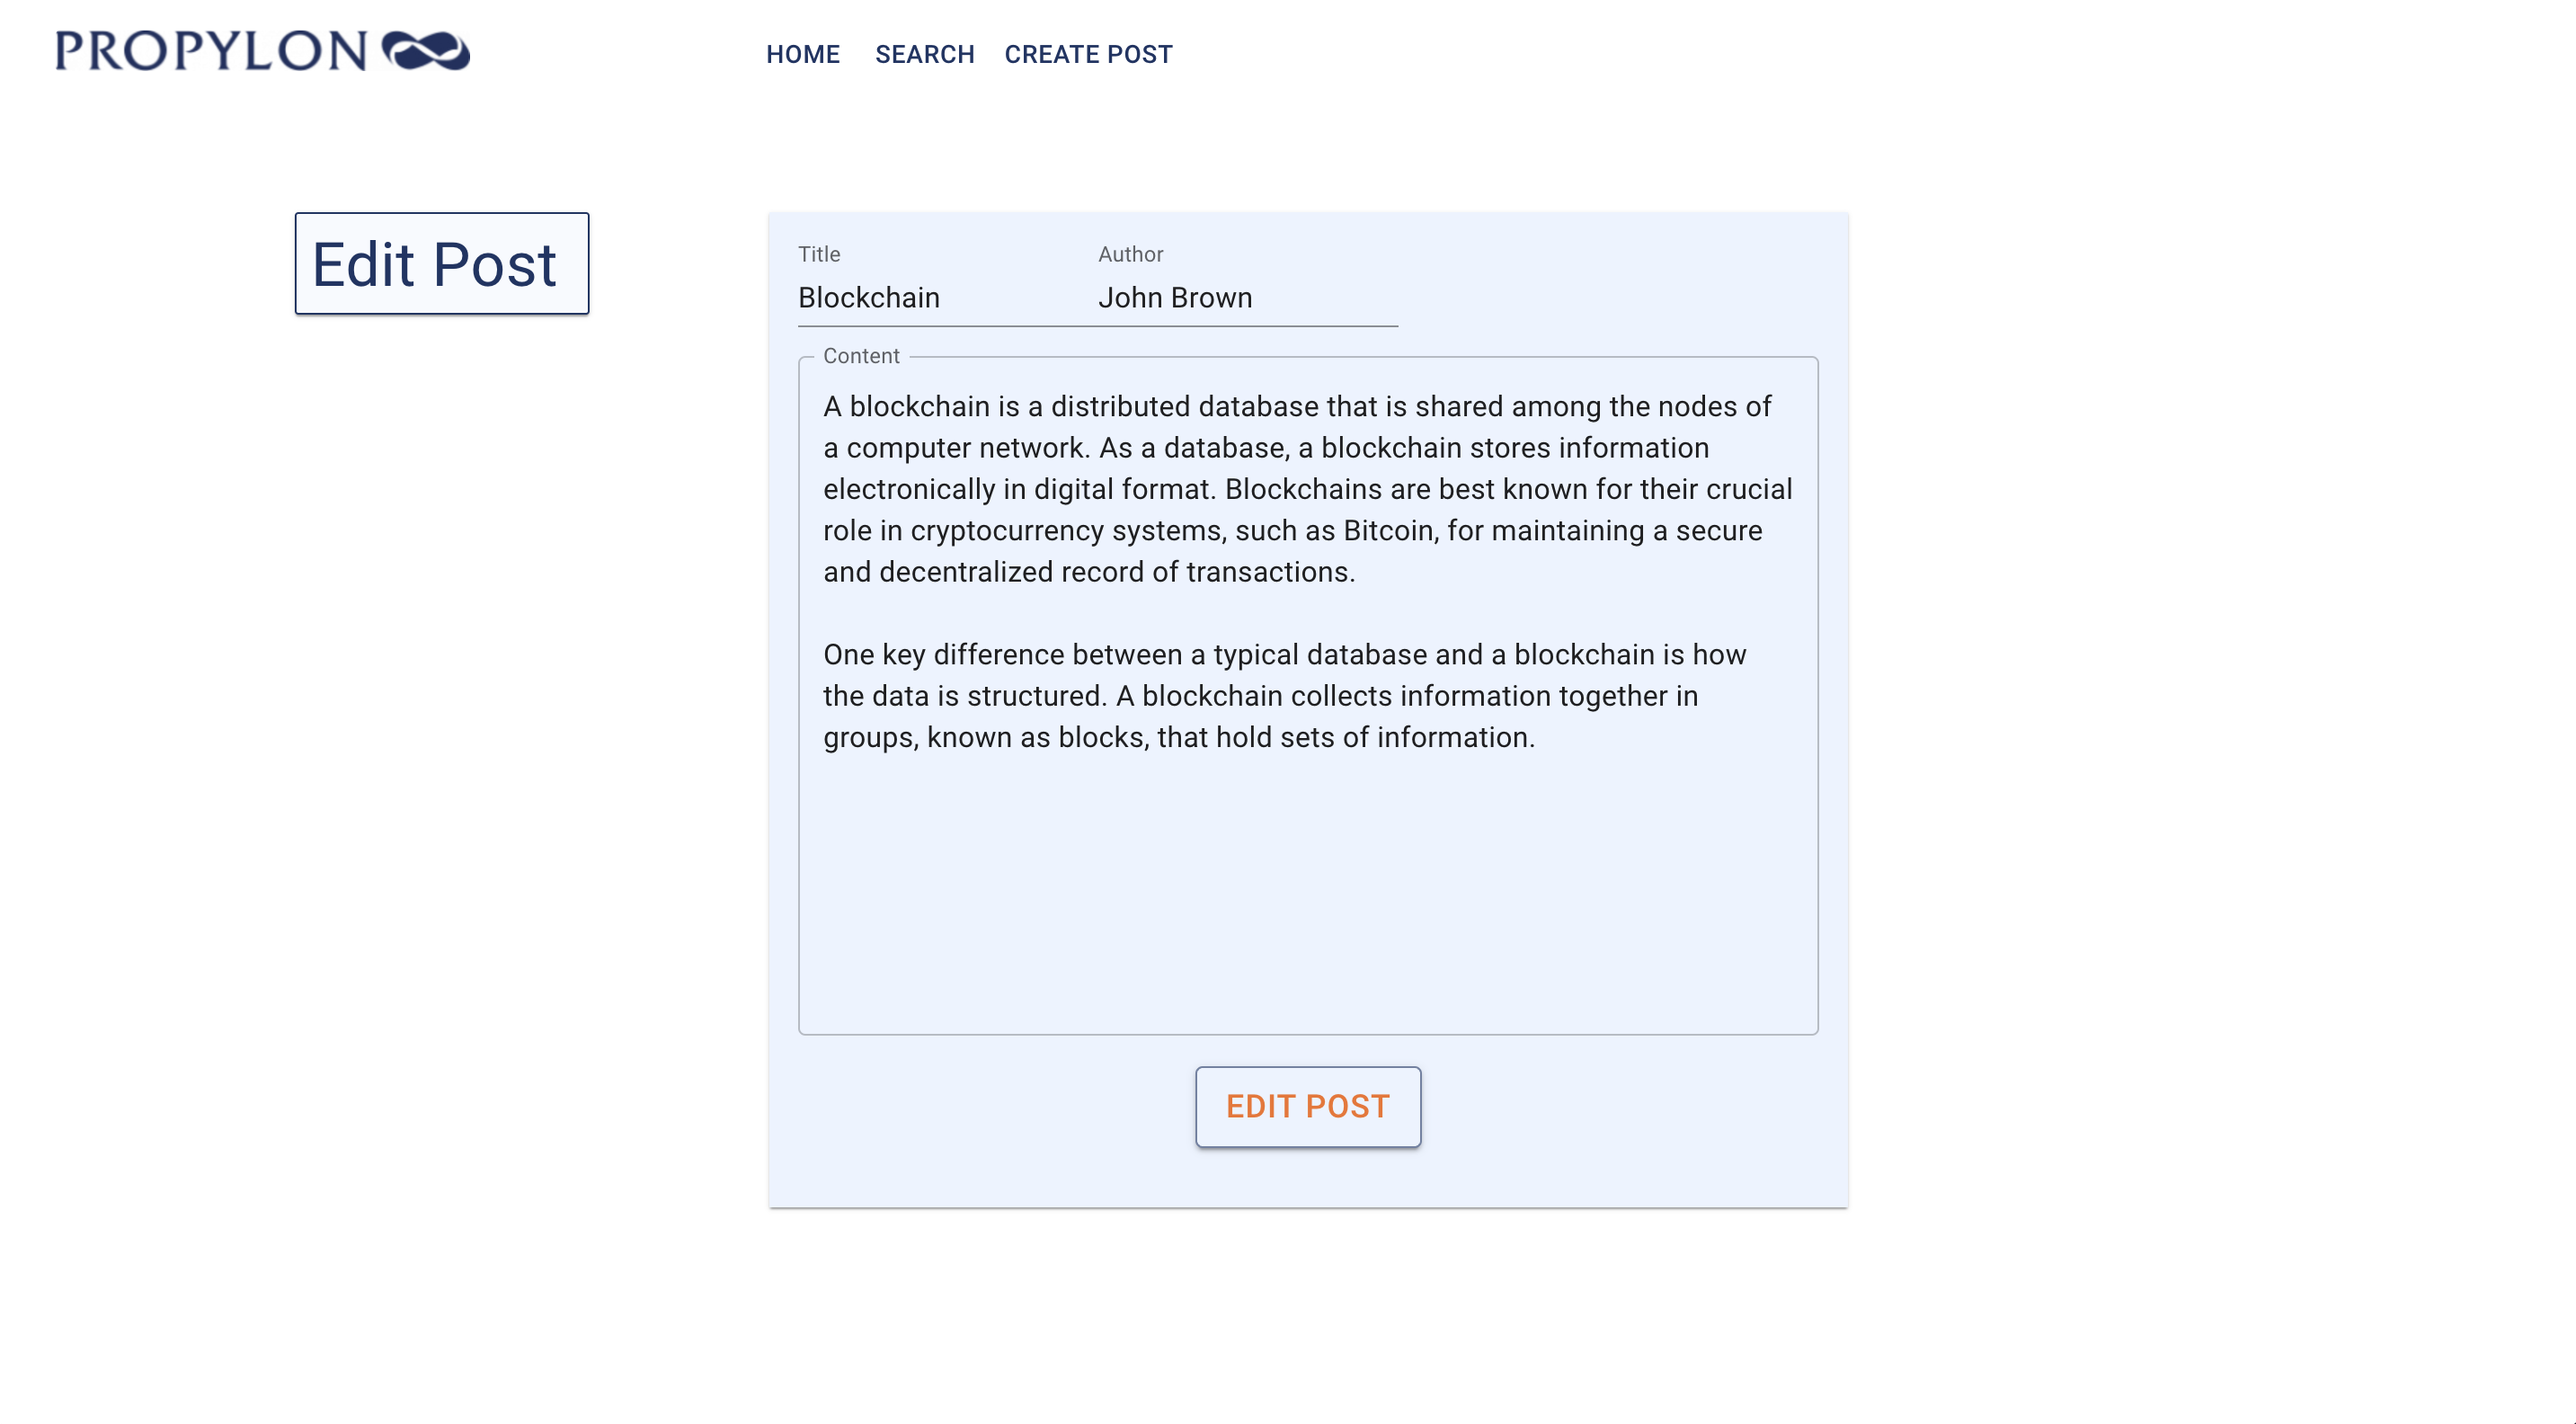 PROPYLON
HOME SEARCH CREATE POST
Edit Post
Title Author
Blockchain John Brown
Content
A blockchain is a distributed database that is shared among the nodes of
a computer network. As a database, a blockchain stores information
electronically in digital format. Blockchains are best known for their crucial
role in cryptocurrency systems, such as Bitcoin, for maintaining a secure
and decentralized record of transactions.
One key difference between a typical database and a blockchain is how
the data is structured. A blockchain collects information together in
groups, known as blocks, that hold sets of information.
EDIT POST